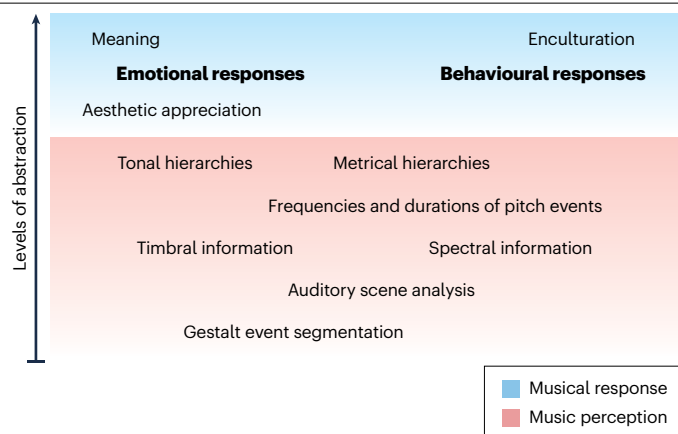 Levels of abstraction
Meaning
Enculturation
Emotional responses
Behavioural responses
Aesthetic appreciation
Tonal hierarchies
Metrical hierarchies
Frequencies and durations of pitch events
Timbral information
Spectral information
Auditory scene analysis
Gestalt event segmentation
Musical response
Music perception